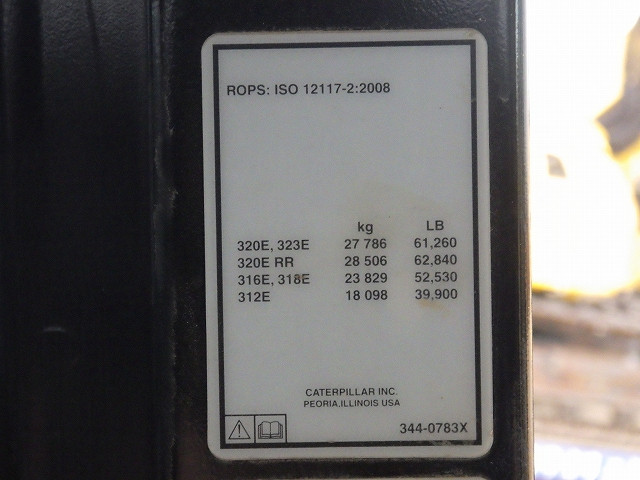 ROPS: ISO 12117-2:2008
kg LB
320E, 323E 27 786 61,260
320E RR 28 506 62,840
316E, 318E 23 829 52,530
312E 18 098 39,900
CATERPILLAR INC.
PEORIA,ILLINOIS USA
344-0783X